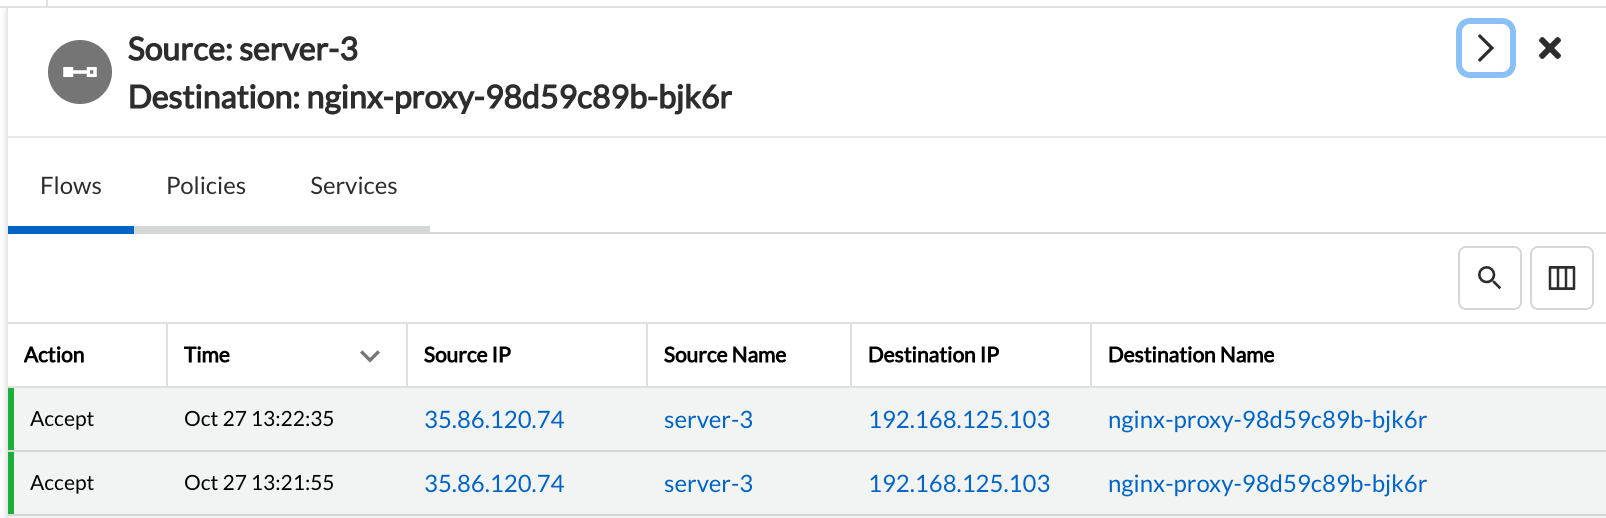 Source: server-3
Destination: nginx-proxy-98d59c89b-bjk6r
Flows Policies Services
Action Time Source IP Source Name Destination IP Destination Name
Accept Oct 27 13:22:35 35.86.120.74 server-3 192.168.125.103 nginx-proxy-98d59c89b-bjk6r
Accept Oct 27 13:21:55 35.86.120.74 server-3 192.168.125.103 nginx-proxy-98d59c89b-bjk6r